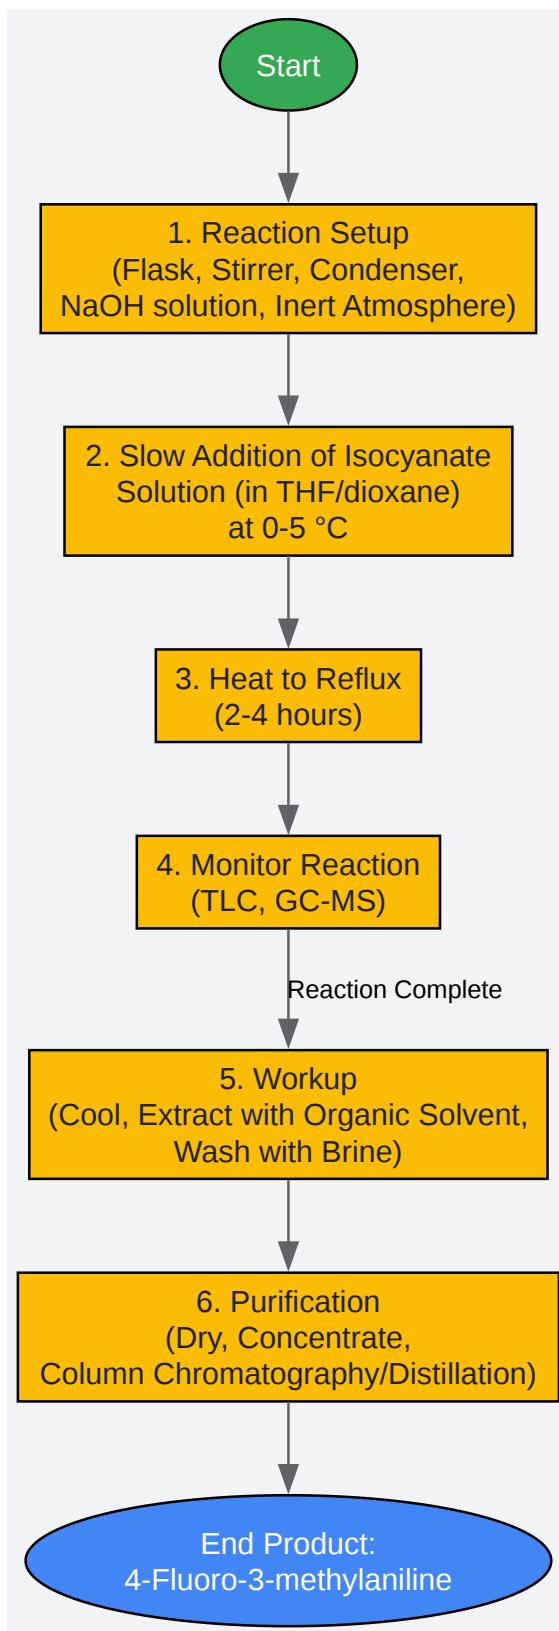 Start
1. Reaction Setup
(Flask, Stirrer, Condenser,
NaOH solution, Inert Atmosphere)
2. Slow Addition of Isocyanate
Solution (in THF/dioxane)
at 0-5 °C
3. Heat to Reflux
(2-4 hours)
4. Monitor Reaction
(TLC, GC-MS)
Reaction Complete
5. Workup
(Cool, Extract with Organic Solvent,
Wash with Brine)
6. Purification
(Dry, Concentrate,
Column Chromatography/Distillation)
End Product:
4-Fluoro-3-methylaniline